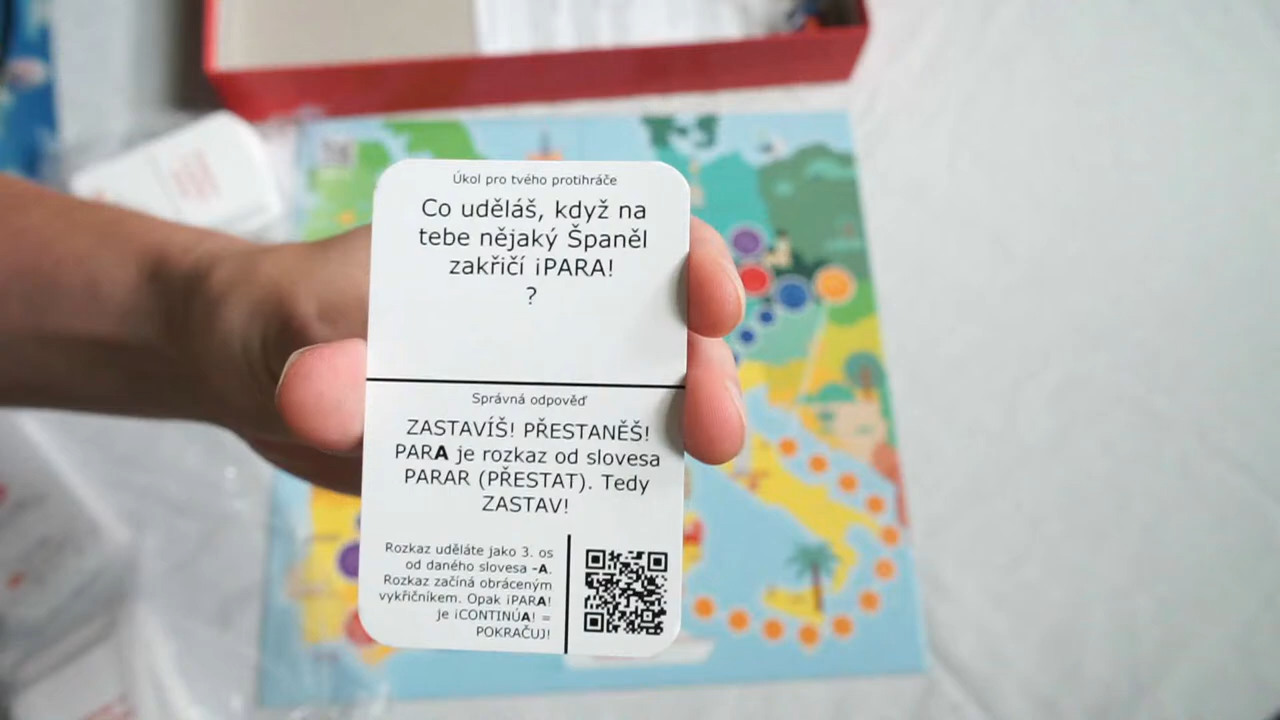 Úkol pro tvého protihráče
Co uděláš, když na
tebe nějaký Španěl
zakřičí ¡PARA!
?
Správná odpověď
ZASTAVÍŠ! PŘESTANĚŠ!
PARA je rozkaz od slovesa
PARAR (PŘESTAT). Tedy
ZASTAV!
Rozkaz uděláte jako 3. os
od daného slovesa -A.
Rozkaz začíná obráceným
vykřičníkem. Opak ¡PARA!
je ¡CONTINÚA! =
POKRAČUJ!